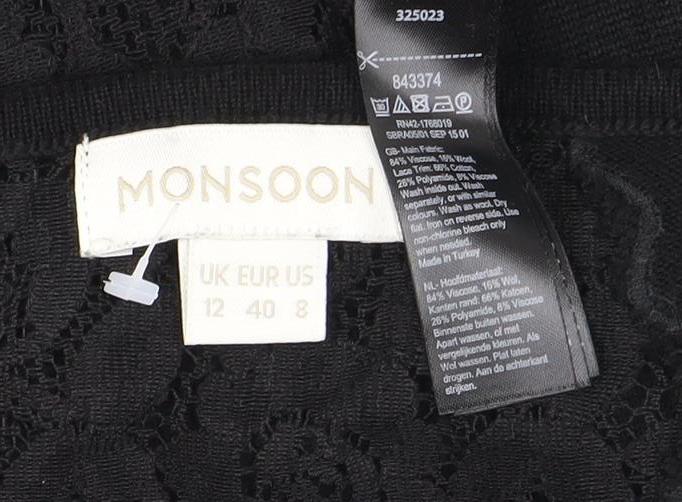 325023
843374
RN42-1768019
SBRA05/01 SEP 15 01
GB- Main Fabric:
84% Viscose, 16% Wool,
Lace Trim: 66% Cotton,
26% Polyamide, 8% Viscose
Wash inside out. Wash
separately, or with similar
colours. Wash as wool. Dry
flat. Iron on reverse side. Use
non-chlorine bleach only
when needed.
Made in Turkey
NL- Hoofdmateriaal:
84% Viscose, 16% Wol,
Kanten rand: 66% Katoen,
26% Polyamide, 8% Viscose
Binnenste buiten wassen.
Apart wassen, of met
vergelijkende kleuren. Als
Wol wassen. Plat laten
drogen. Aan de achterkant
strijken.
MONSOON
UK EUR US
12 40 8